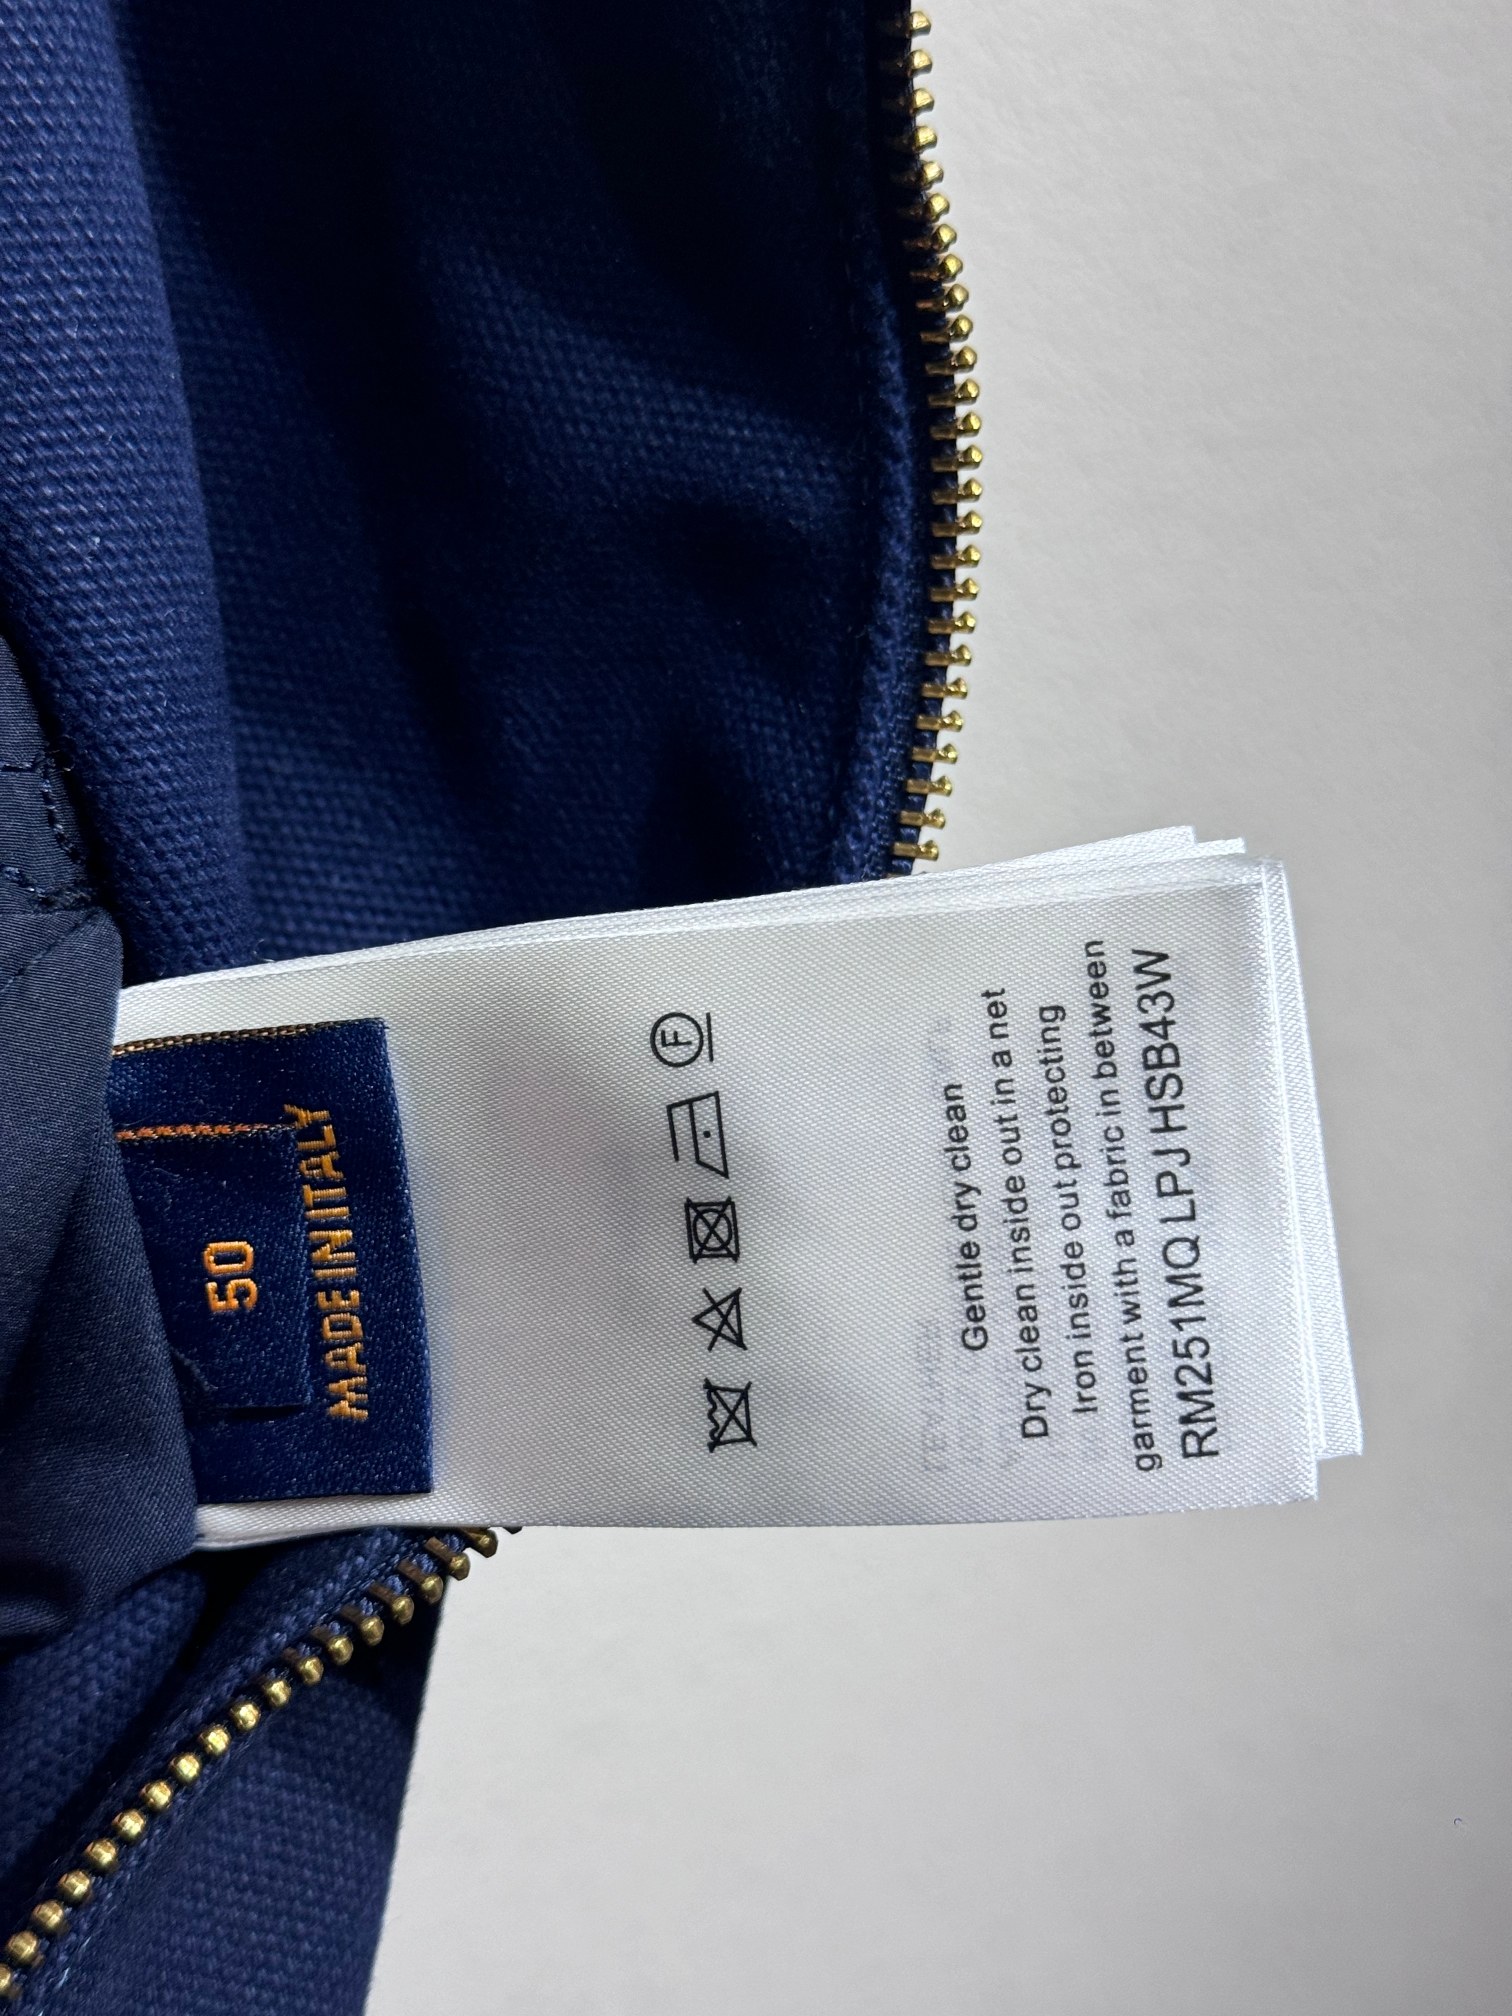 50
MADE IN ITALY
F
Gentle dry clean
Dry clean inside out in a net
Iron inside out protecting
garment with a fabric in between
RM251MQ LPJ HSB43W